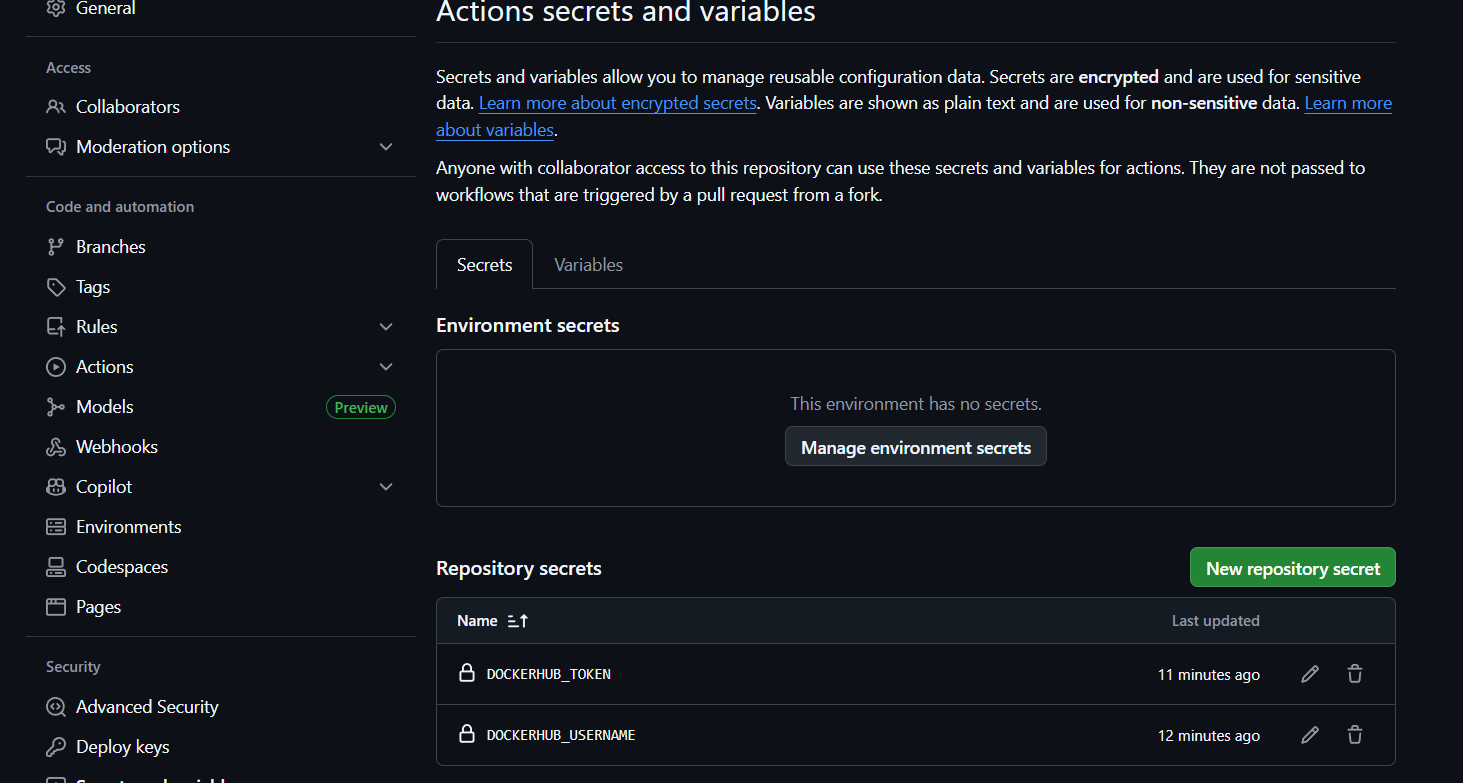 General
Access
Collaborators
Moderation options
Code and automation
Branches
Tags
Rules
Actions
Models
Preview
Webhooks
Copilot
Environments
Codespaces
Pages
Security
Advanced Security
Deploy keys
Actions secrets and variables
Secrets and variables allow you to manage reusable configuration data. Secrets are encrypted and are used for sensitive
data. Learn more about encrypted secrets. Variables are shown as plain text and are used for non-sensitive data. Learn more
about variables.
Anyone with collaborator access to this repository can use these secrets and variables for actions. They are not passed to
workflows that are triggered by a pull request from a fork.
Secrets Variables
Environment secrets
This environment has no secrets.
Manage environment secrets
Repository secrets
New repository secret
Name Last updated
DOCKERHUB_TOKEN 11 minutes ago
DOCKERHUB_USERNAME 12 minutes ago